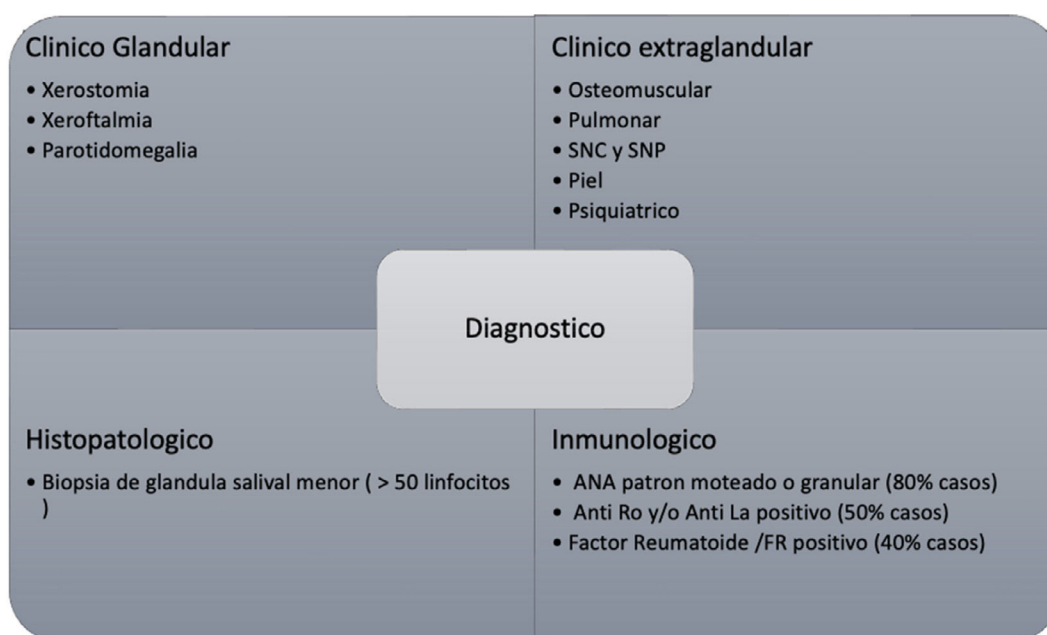 Clinico Glandular
• Xerostomia
• Xeroftalmia
• Parotidomegalia
Clinico extraglandular
• Osteomuscular
• Pulmonar
• SNC y SNP
• Piel
• Psiquiatrico
Diagnostico
Histopatologico
• Biopsia de glandula salival menor ( > 50 linfocitos
)
Inmunologico
• ANA patron moteado o granular (80% casos)
• Anti Ro y/o Anti La positivo (50% casos)
• Factor Reumatoide /FR positivo (40% casos)